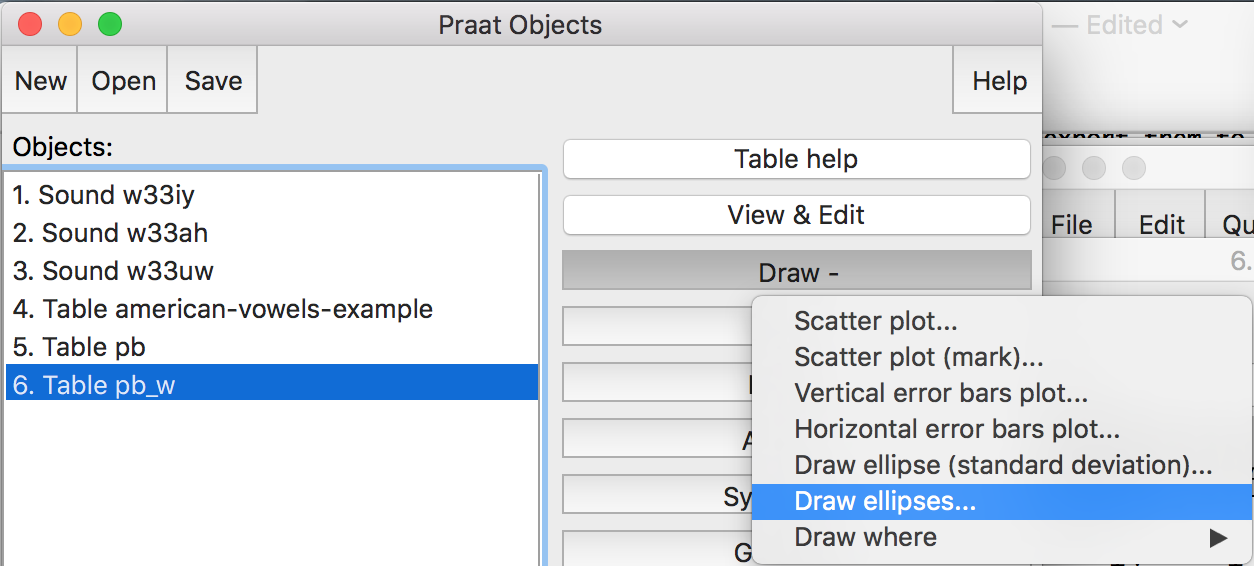 Praat Objects
— Edited
New Open Save Help
Objects:
1. Sound w33iy
2. Sound w33ah
3. Sound w33uw
4. Table american-vowels-example
5. Table pb
6. Table pb_w
Table help
View & Edit
Draw -
Scatter plot...
Scatter plot (mark)...
Vertical error bars plot...
Horizontal error bars plot...
Draw ellipse (standard deviation)...
Draw ellipses...
Draw where
A
Sy
G
export them to
File Edit Qu
6.